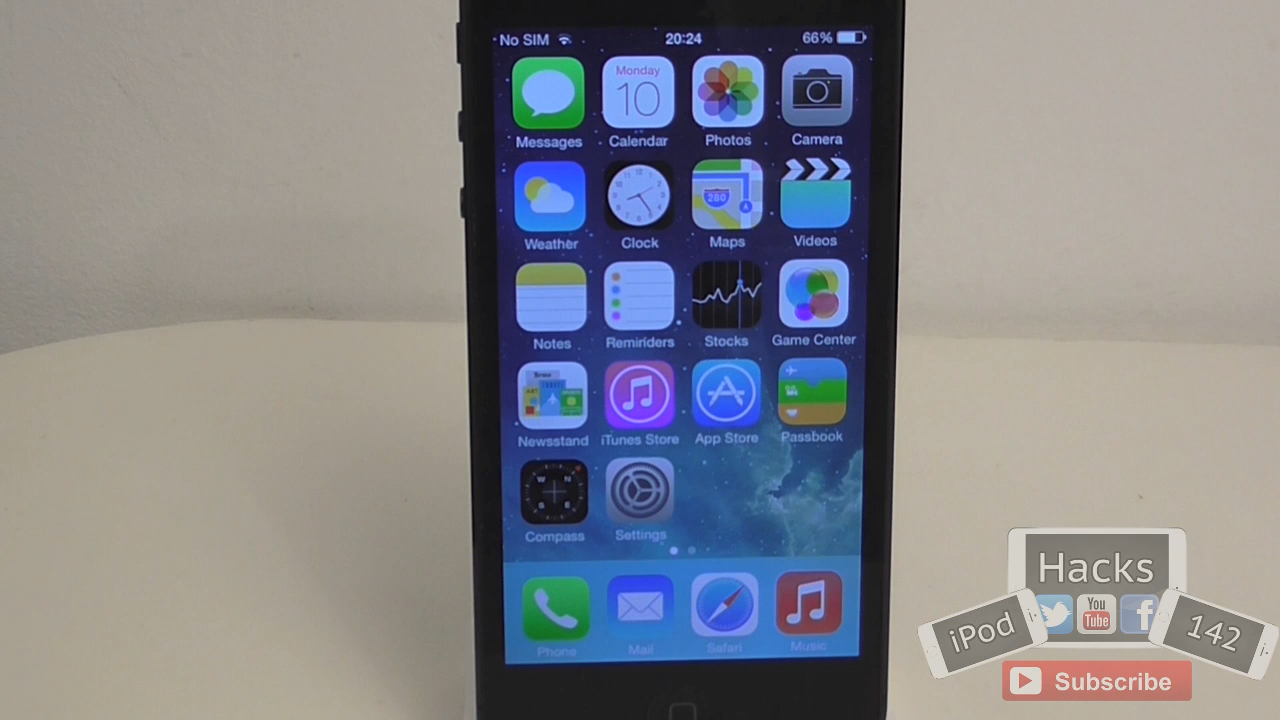 No SIM 20:24 66%
Monday
10
Messages Calendar Photos Camera
280
Weather Clock Maps Videos
Notes Reminders Stocks Game Center
Newsstand iTunes Store App Store Passbook
W N
S E
Compass Settings
Phone Mail Safari Music
Hacks
iPod You Tube f 142
Subscribe